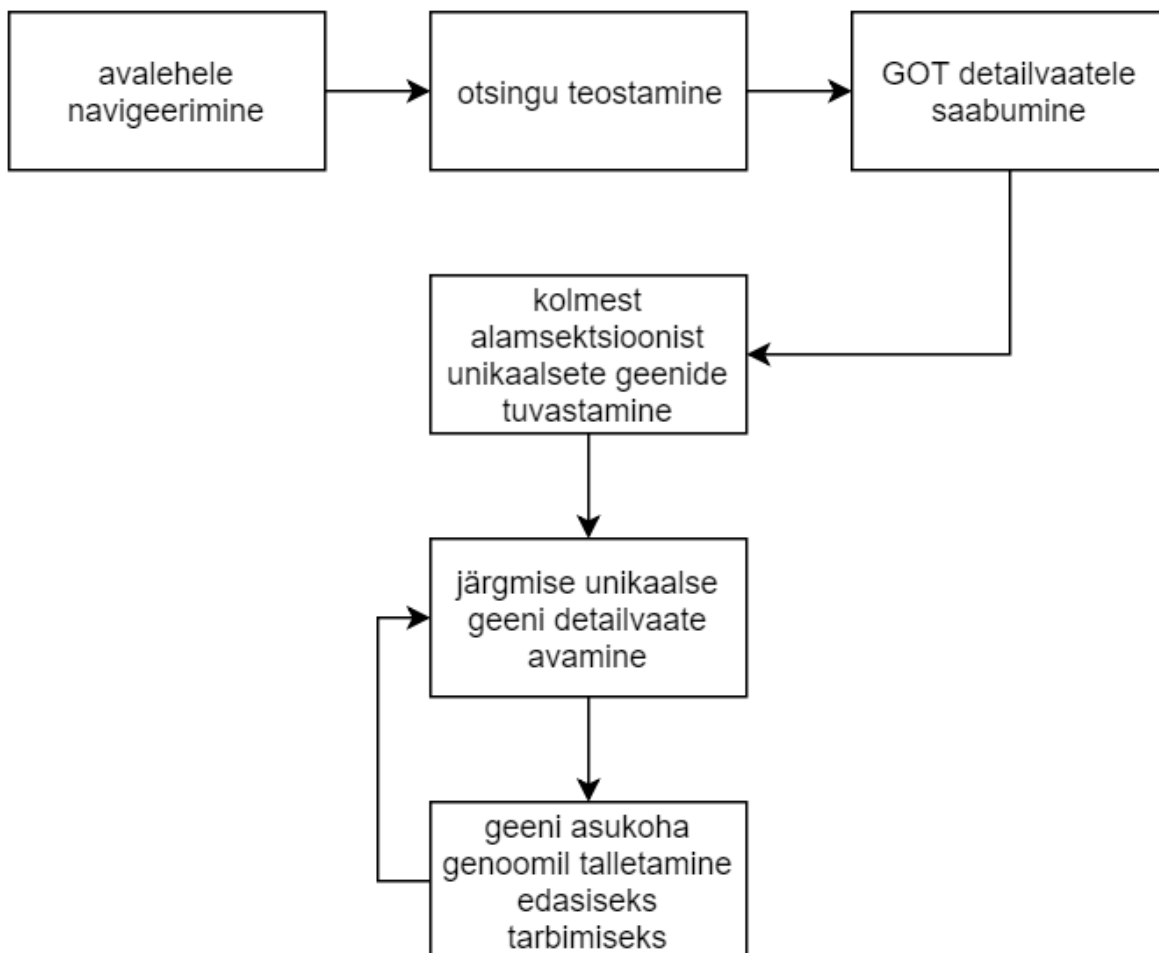 avalehele
navigeerimine
otsingu teostamine
GOT detailvaatele
saabumine
kolmest
alamsektsioonist
unikaalsete geenide
tuvastamine
järgmise unikaalse
geeni detailvaate
avamine
geeni asukoha
genoomil talletamine
edasiseks
tarbimiseks